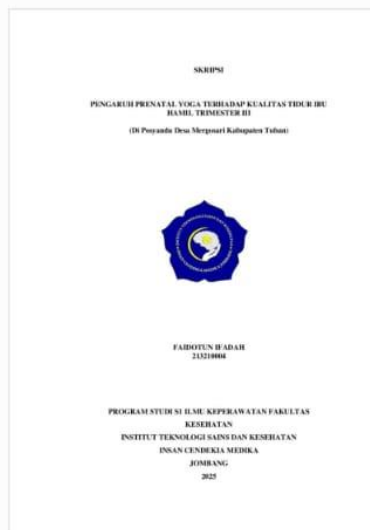 SKRIPSI
PENGARUH PRENATAL YOGA TERHADAP KUALITAS TIDUR IBU
HAMIL TRIMESTER III
(Di Posyandu Desa Mergosari Kabupaten Tuban)
FAIDOTUN IFADAH
213210004
PROGRAM STUDI S1 ILMU KEPERAWATAN FAKULTAS
KESEHATAN
INSTITUT TEKNOLOGI SAINS DAN KESEHATAN
INSAN CENDEKIA MEDIKA
JOMBANG
2025